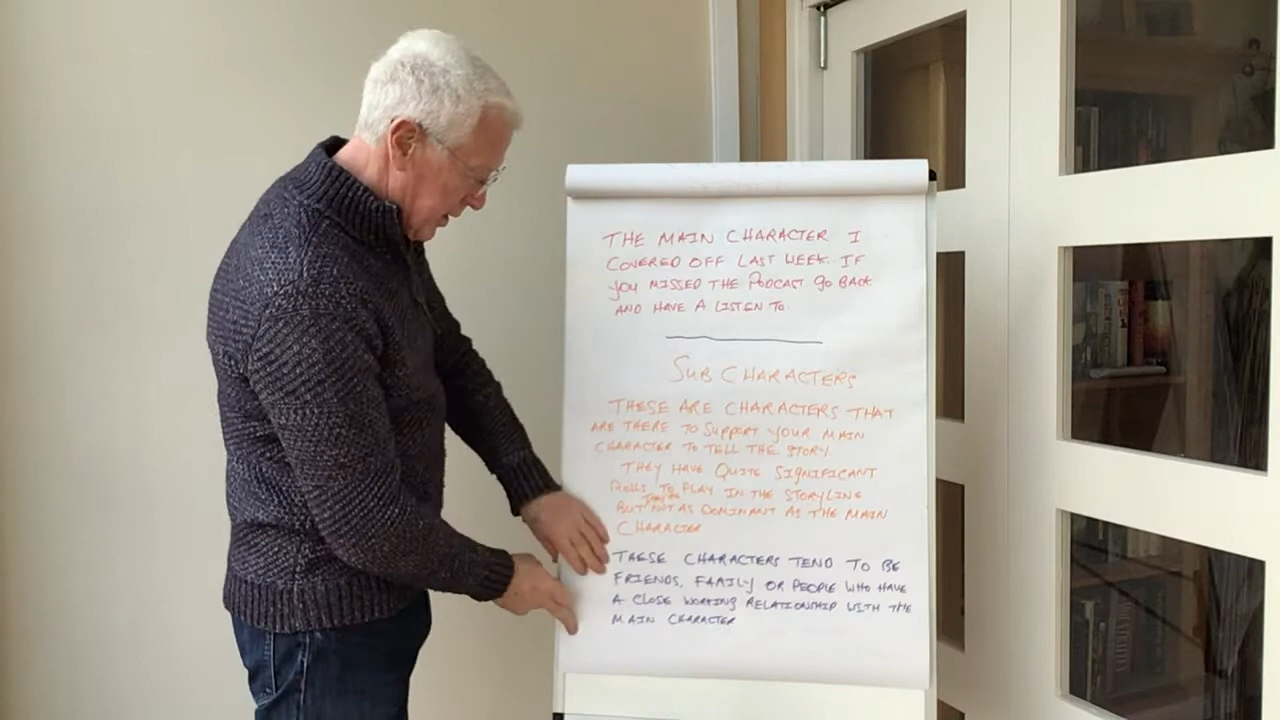 THE MAIN CHARACTER I
COVERED OFF LAST WEEK. IF
YOU MISSED THE PODCAST GO BACK
AND HAVE A LISTEN TO.
SUB CHARACTERS
THESE ARE CHARACTERS THAT
ARE THERE TO SUPPORT YOUR MAIN
CHARACTER TO TELL THE STORY.
THEY HAVE QUITE SIGNIFICANT
ROLLS TO PLAY IN THE STORYLINE
BUT NOT AS DOMINANT AS THE MAIN
CHARACTER
THESE CHARACTERS TEND TO BE
FRIENDS, FAMILY OR PEOPLE WHO HAVE
A CLOSE WORKING RELATIONSHIP WITH THE
MAIN CHARACTER